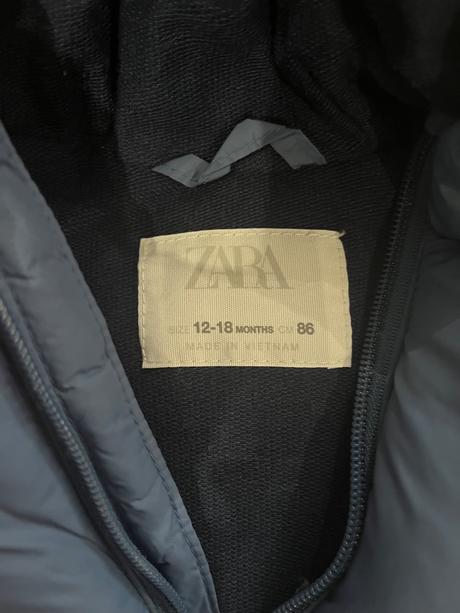 ZARA
SIZE 12-18 MONTHS CM 86
MADE IN VIETNAM